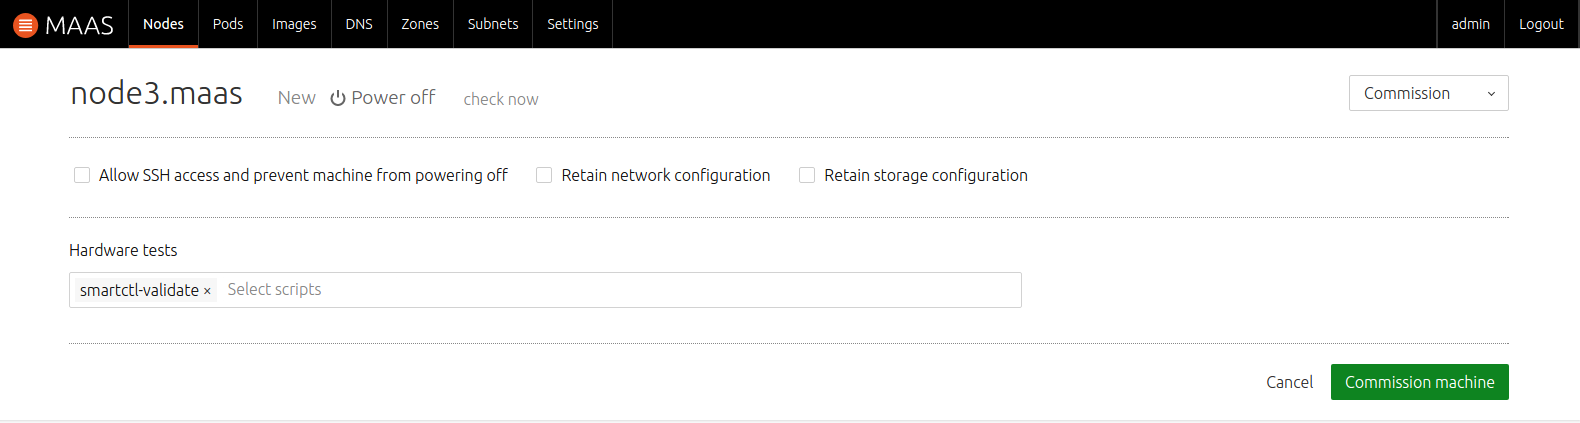 MAAS Nodes Pods Images DNS Zones Subnets Settings admin Logout
node3.maas New Power off check now Commission
Allow SSH access and prevent machine from powering off Retain network configuration Retain storage configuration
Hardware tests
smartctl-validate × Select scripts
Cancel Commission machine